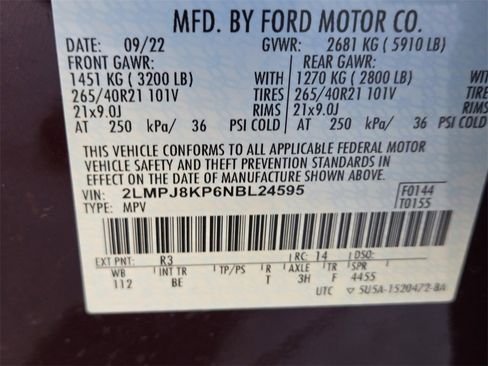 MFD. BY FORD MOTOR CO.
DATE: 09/22 GVWR: 2681 KG (5910 LB)
FRONT GAWR: REAR GAWR:
1451 KG (3200 LB) WITH 1270 KG (2800 LB) WITH
265/40R21 101V TIRES 265/40R21 101V TIRES
21x9.0J RIMS 21x9.0J RIMS
AT 250 kPa/ 36 PSI COLD AT 250 kPa/ 36 PSI COLD
THIS VEHICLE CONFORMS TO ALL APPLICABLE FEDERAL MOTOR
VEHICLE SAFETY AND THEFT PREVENTION STANDARDS IN
EFFECT ON THE DATE OF MANUFACTURE SHOWN ABOVE.
VIN: 2LMPJ8KP6NBL24595 F0144
TYPE: MPV T0155
EXT PNT: R3 RC: 14 DSO:
WB INT TR TP/PS R AXLE TR SPR
112 BE T 3H F 4455
UTC 5U5A-1520472-BA